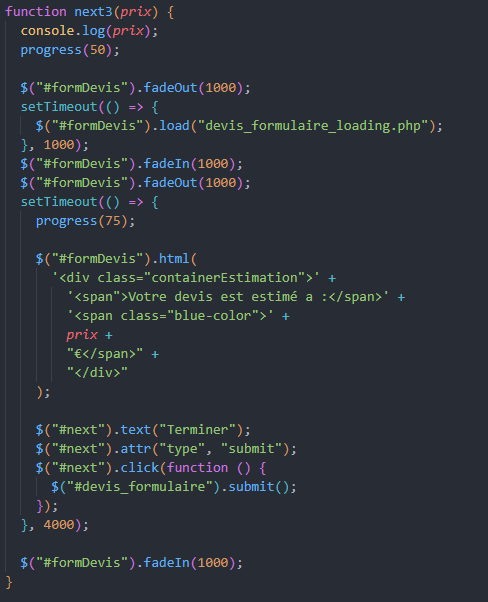 function next3(prix) {
console.log(prix);
progress(50);
$("#formDevis").fadeOut(1000);
setTimeout(() => {
$("#formDevis").load("devis_formulaire_loading.php");
}, 1000);
$("#formDevis").fadeIn(1000);
$("#formDevis").fadeOut(1000);
setTimeout(() => {
progress(75);
$("#formDevis").html(
'<div class="containerEstimation">' +
'<span">Votre devis est estimé a :</span>' +
'<span class="blue-color">' +
prix +
"€</span>" +
"</div>"
);
$("#next").text("Terminer");
$("#next").attr("type", "submit");
$("#next").click(function () {
$("#devis_formulaire").submit();
});
}, 4000);
$("#formDevis").fadeIn(1000);
}